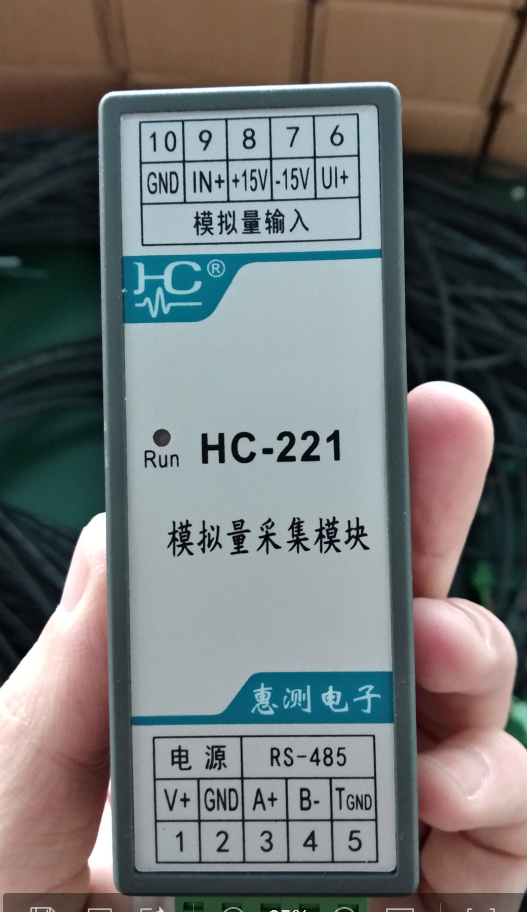 10 9 8 7 6
GND IN+ +15V -15V UI+
模拟量输入
HC®
Run HC-221
模拟量采集模块
惠测电子
电源 RS-485
V+ GND A+ B- TGND
1 2 3 4 5